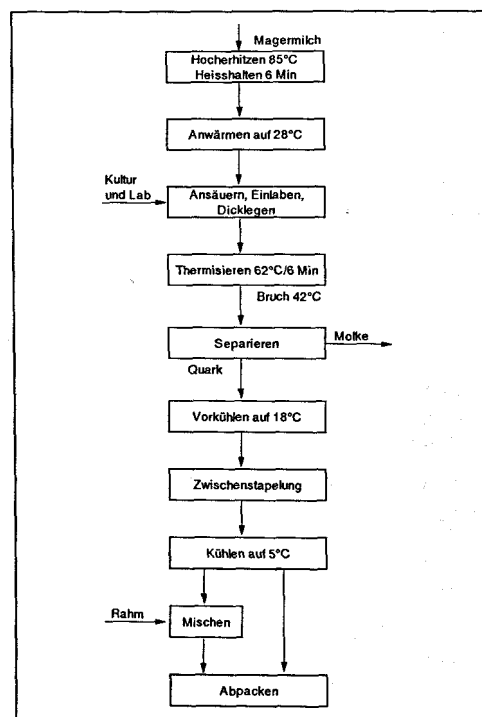 Magermilch
Hocherhitzen 85°C
Heisshalten 6 Min
Anwärmen auf 28°C
Kultur
und Lab
Ansäuern, Einlaben,
Dicklegen
Thermisieren 62°C/6 Min
Bruch 42°C
Separieren
Molke
Quark
Vorkühlen auf 18°C
Zwischenstapelung
Kühlen auf 5°C
Rahm
Mischen
Abpacken